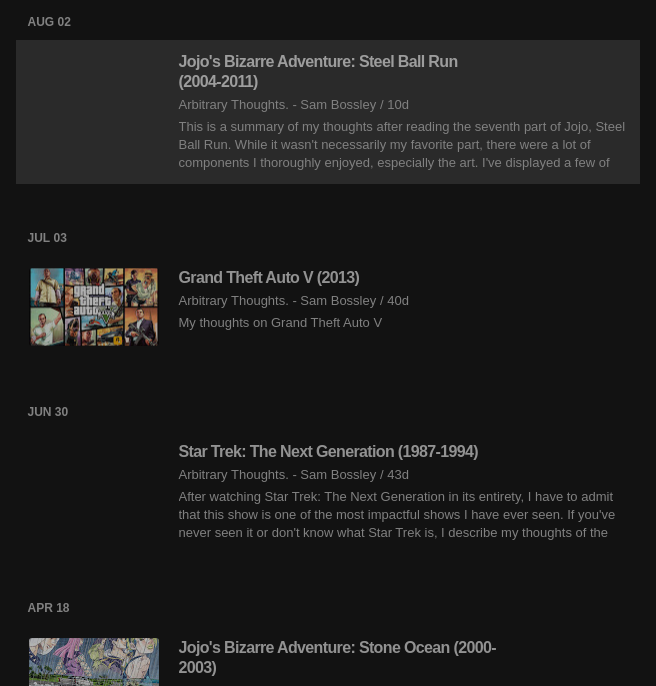 AUG 02
Jojo's Bizarre Adventure: Steel Ball Run
(2004-2011)
Arbitrary Thoughts. - Sam Bossley / 10d
This is a summary of my thoughts after reading the seventh part of Jojo, Steel
Ball Run. While it wasn't necessarily my favorite part, there were a lot of
components I thoroughly enjoyed, especially the art. I've displayed a few of
JUL 03
grand
theft
auto
Grand Theft Auto V (2013)
Arbitrary Thoughts. - Sam Bossley / 40d
My thoughts on Grand Theft Auto V
JUN 30
Star Trek: The Next Generation (1987-1994)
Arbitrary Thoughts. - Sam Bossley / 43d
After watching Star Trek: The Next Generation in its entirety, I have to admit
that this show is one of the most impactful shows I have ever seen. If you've
never seen it or don't know what Star Trek is, I describe my thoughts of the
APR 18
Jojo's Bizarre Adventure: Stone Ocean (2000-
2003)